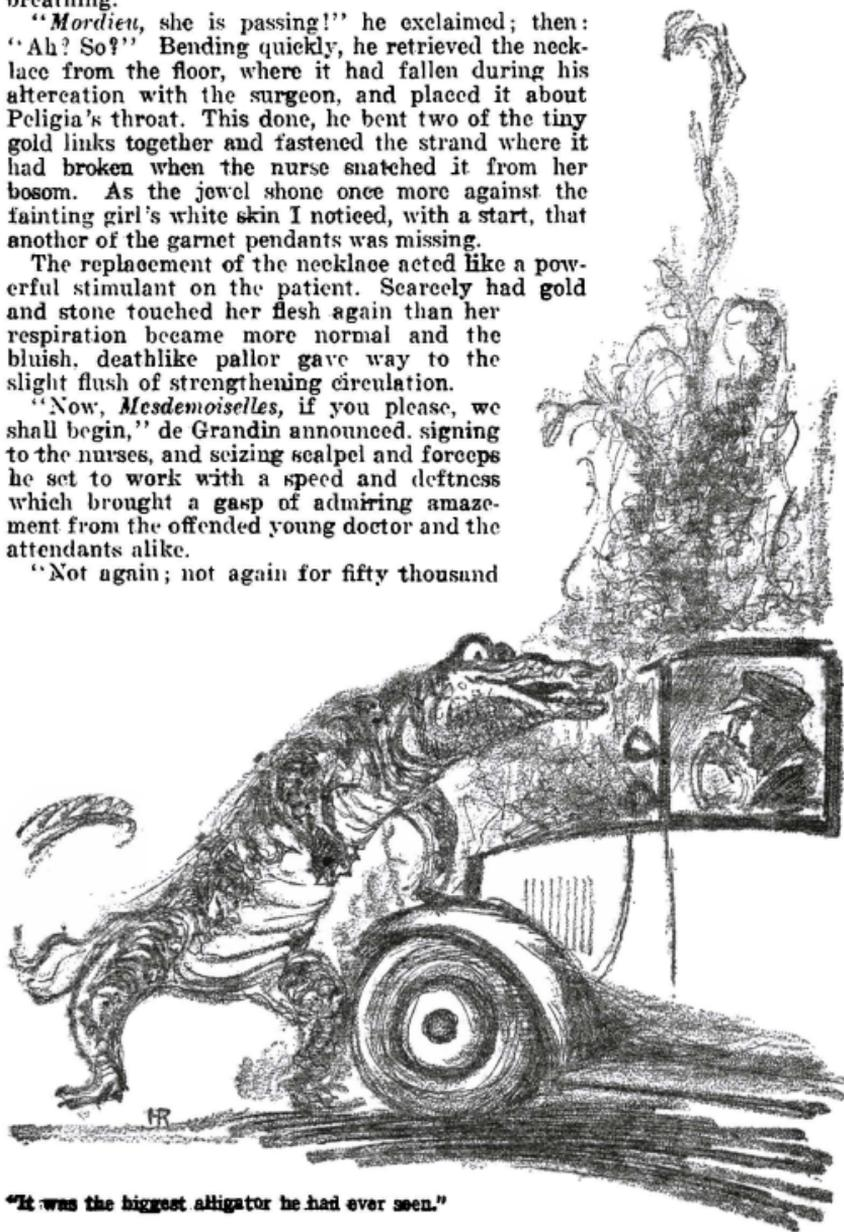 breathing.
"Mordieu, she is passing!" he exclaimed; then:
"Ah? So?" Bending quickly, he retrieved the neck-
lace from the floor, where it had fallen during his
altercation with the surgeon, and placed it about
Peligia's throat. This done, he bent two of the tiny
gold links together and fastened the strand where it
had broken when the nurse snatched it from her
bosom. As the jewel shone once more against the
fainting girl's white skin I noticed, with a start, that
another of the garnet pendants was missing.
The replacement of the necklace acted like a pow-
erful stimulant on the patient. Scarcely had gold
and stone touched her flesh again than her
respiration became more normal and the
bluish, deathlike pallor gave way to the
slight flush of strengthening circulation.
"Now, Mesdemoiselles, if you please, we
shall begin," de Grandin announced, signing
to the nurses, and seizing scalpel and forceps
he set to work with a speed and deftness
which brought a gasp of admiring amaze-
ment from the offended young doctor and the
attendants alike.
"Not again; not again for fifty thousand
HR
"It was the biggest alligator he had ever seen."